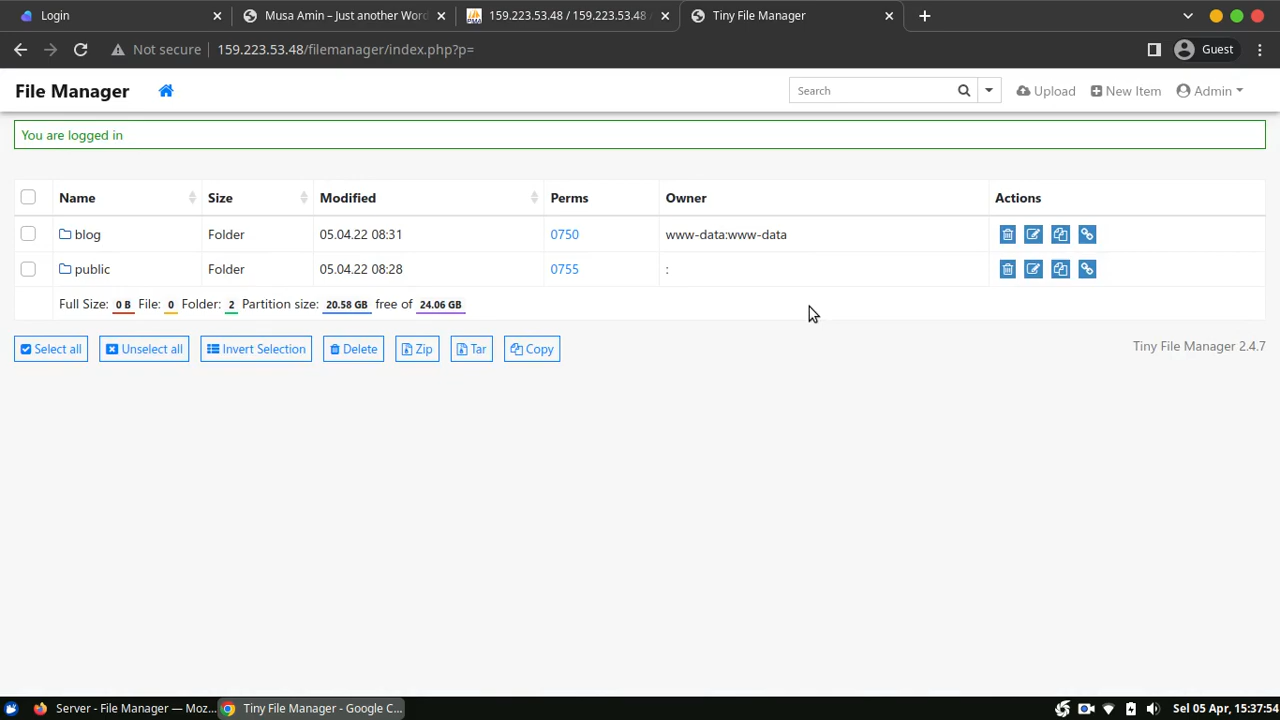 Login
Musa Amin – Just another Word
159.223.53.48 / 159.223.53.48
Tiny File Manager
Not secure 159.223.53.48/filemanager/index.php?p=
Guest
File Manager
Search
Upload
New Item
Admin
You are logged in
Name Size Modified Perms Owner Actions
blog Folder 05.04.22 08:31 0750 www-data:www-data
public Folder 05.04.22 08:28 0755 :
Full Size: 0 B File: 0 Folder: 2 Partition size: 20.58 GB free of 24.06 GB
Select all Unselect all Invert Selection Delete Zip Tar Copy
Tiny File Manager 2.4.7
Server - File Manager — Moz...
Tiny File Manager - Google C...
Sel 05 Apr, 15:37:54